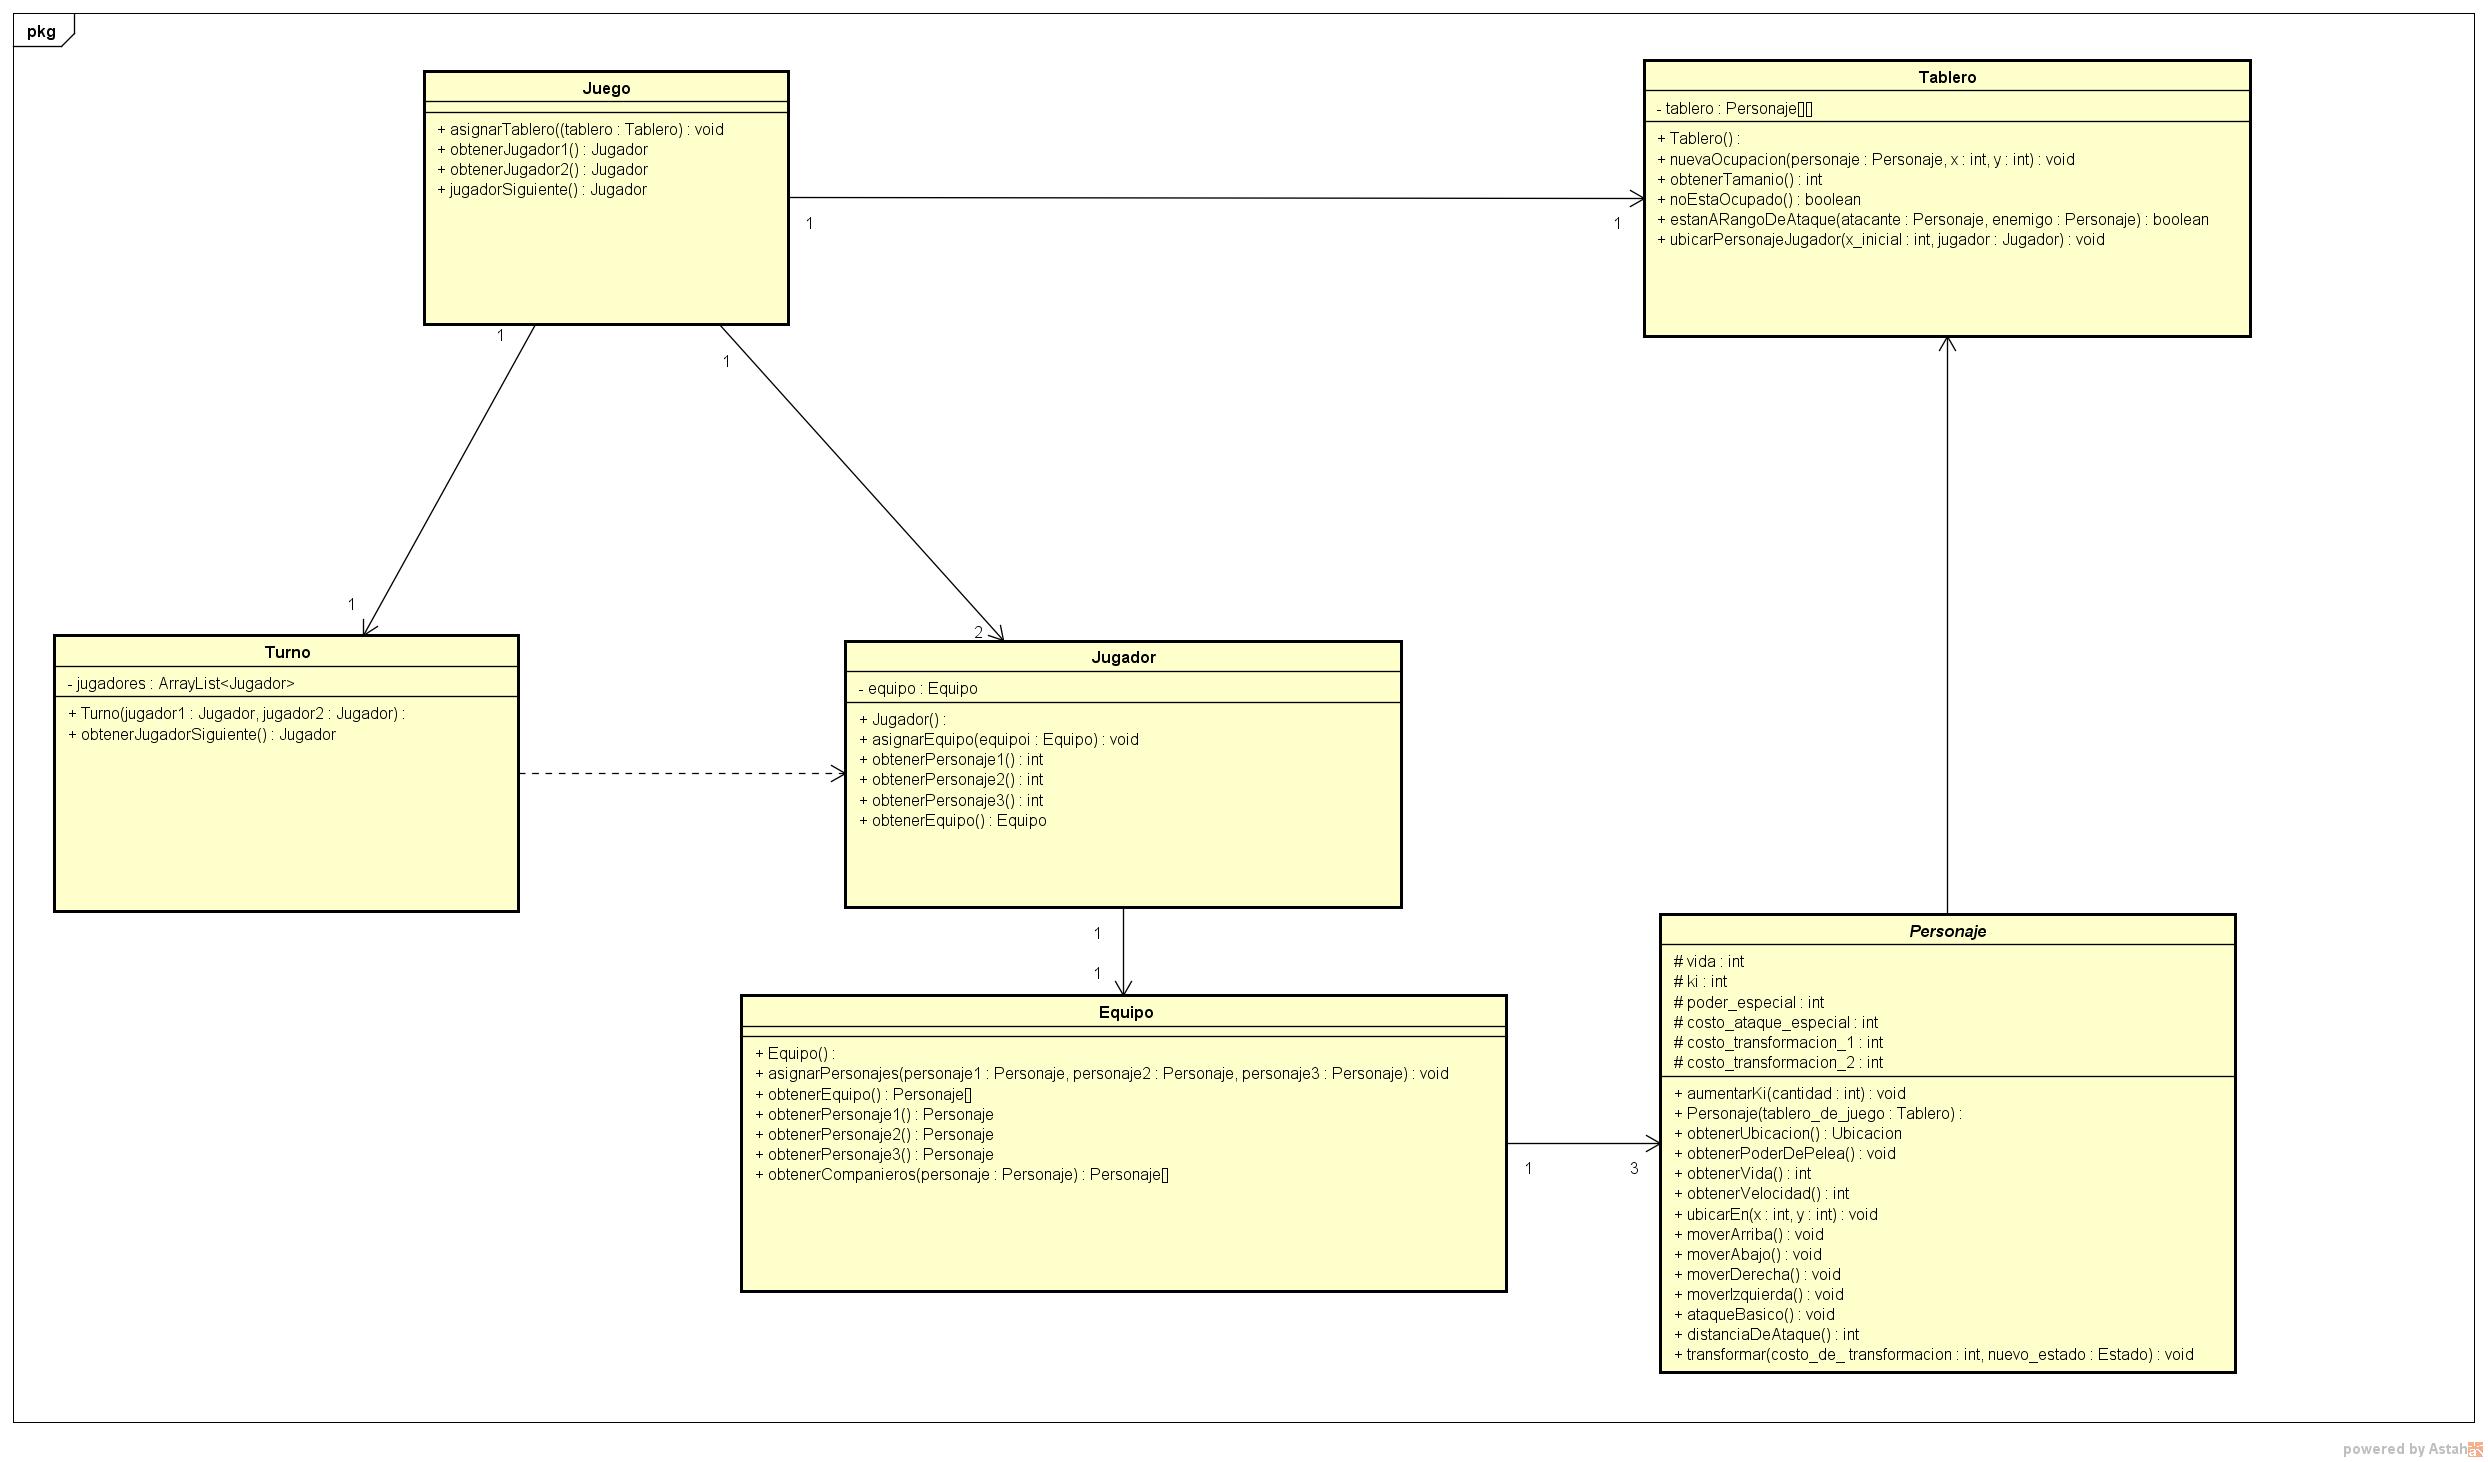 pkg
Juego
+ asignarTablero((tablero : Tablero) : void
+ obtenerJugador1() : Jugador
+ obtenerJugador2() : Jugador
+ jugadorSiguiente() : Jugador
Tablero
- tablero : Personaje[][]
+ Tablero() :
+ nuevaOcupacion(personaje : Personaje, x : int, y : int) : void
+ obtenerTamanio() : int
+ noEstaOcupado() : boolean
+ estanARangoDeAtaque(atacante : Personaje, enemigo : Personaje) : boolean
+ ubicarPersonajeJugador(x_inicial : int, jugador : Jugador) : void
1
1
1
1
1
2
Turno
- jugadores : ArrayList<Jugador>
+ Turno(jugador1 : Jugador, jugador2 : Jugador) :
+ obtenerJugadorSiguiente() : Jugador
Jugador
- equipo : Equipo
+ Jugador() :
+ asignarEquipo(equipoi : Equipo) : void
+ obtenerPersonaje1() : int
+ obtenerPersonaje2() : int
+ obtenerPersonaje3() : int
+ obtenerEquipo() : Equipo
1
1
Equipo
+ Equipo() :
+ asignarPersonajes(personaje1 : Personaje, personaje2 : Personaje, personaje3 : Personaje) : void
+ obtenerEquipo() : Personaje[]
+ obtenerPersonaje1() : Personaje
+ obtenerPersonaje2() : Personaje
+ obtenerPersonaje3() : Personaje
+ obtenerCompanieros(personaje : Personaje) : Personaje[]
1
3
Personaje
# vida : int
# ki : int
# poder_especial : int
# costo_ataque_especial : int
# costo_transformacion_1 : int
# costo_transformacion_2 : int
+ aumentarKi(cantidad : int) : void
+ Personaje(tablero_de_juego : Tablero) :
+ obtenerUbicacion() : Ubicacion
+ obtenerPoderDePelea() : void
+ obtenerVida() : int
+ obtenerVelocidad() : int
+ ubicarEn(x : int, y : int) : void
+ moverArriba() : void
+ moverAbajo() : void
+ moverDerecha() : void
+ moverIzquierda() : void
+ ataqueBasico() : void
+ distanciaDeAtaque() : int
+ transformar(costo_de_ transformacion : int, nuevo_estado : Estado) : void
powered by Astah